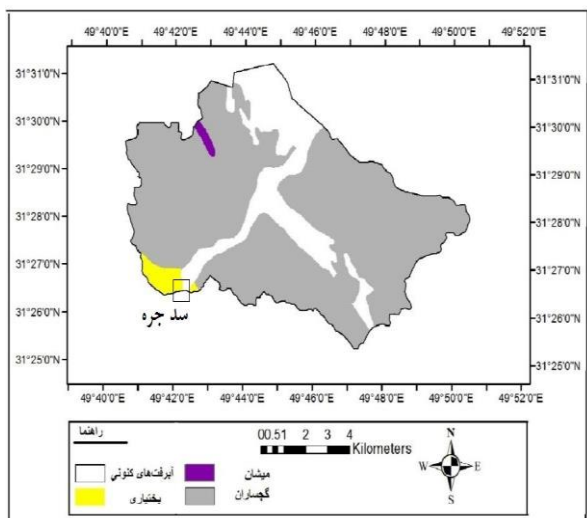 49°40'0"E 49°42'0"E 49°44'0"E 49°46'0"E 49°48'0"E 49°50'0"E 49°52'0"E
31°31'0"N 31°31'0"N
31°30'0"N 31°30'0"N
31°29'0"N 31°29'0"N
31°28'0"N 31°28'0"N
31°27'0"N 31°27'0"N
31°26'0"N 31°26'0"N
سد جره
31°25'0"N 31°25'0"N
49°40'0"E 49°42'0"E 49°44'0"E 49°46'0"E 49°48'0"E 49°50'0"E 49°52'0"E
راهنما
00.51 2 3 4
Kilometers
آبرفت‌های کنونی
میشان
بختیاری
گچساران
N
W E
S